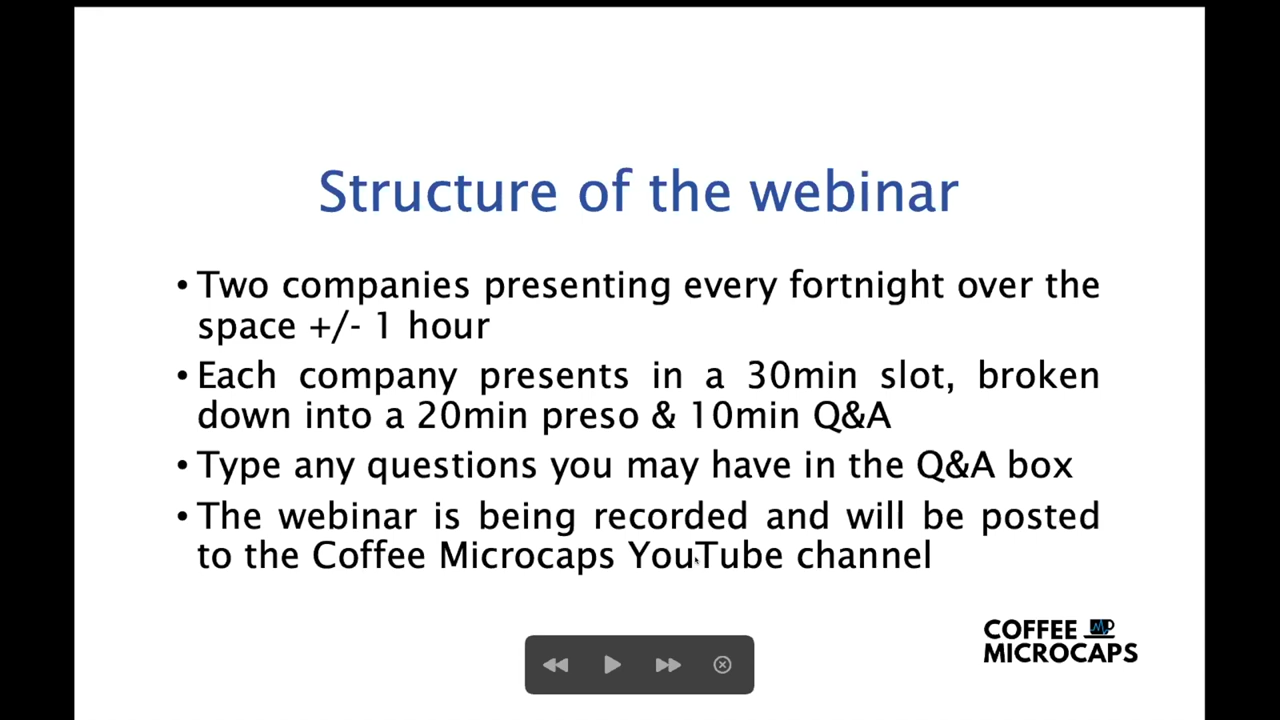 Structure of the webinar
• Two companies presenting every fortnight over the
space +/- 1 hour
• Each company presents in a 30min slot, broken
down into a 20min preso & 10min Q&A
• Type any questions you may have in the Q&A box
• The webinar is being recorded and will be posted
to the Coffee Microcaps YouTube channel
COFFEE
MICROCAPS